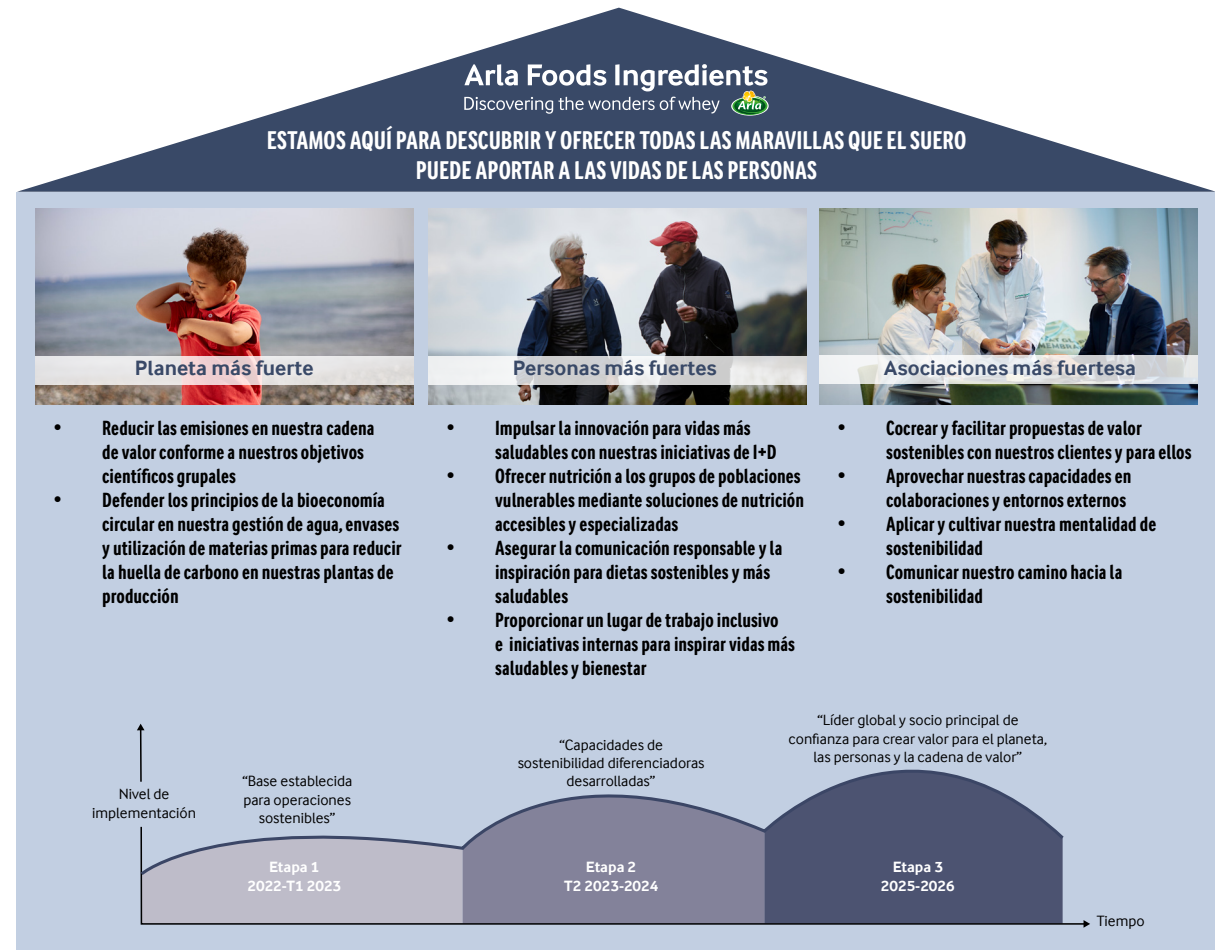 Arla Foods Ingredients
Discovering the wonders of whey
Arla
ESTAMOS AQUÍ PARA DESCUBRIR Y OFRECER TODAS LAS MARAVILLAS QUE EL SUERO
PUEDE APORTAR A LAS VIDAS DE LAS PERSONAS
Planeta más fuerte
• Reducir las emisiones en nuestra cadena
de valor conforme a nuestros objetivos
científicos grupales
• Defender los principios de la bioeconomía
circular en nuestra gestión de agua, envases
y utilización de materias primas para reducir
la huella de carbono en nuestras plantas de
producción
Personas más fuertes
• Impulsar la innovación para vidas más
saludables con nuestras iniciativas de I+D
• Ofrecer nutrición a los grupos de poblaciones
vulnerables mediante soluciones de nutrición
accesibles y especializadas
• Asegurar la comunicación responsable y la
inspiración para dietas sostenibles y más
saludables
• Proporcionar un lugar de trabajo inclusivo
e iniciativas internas para inspirar vidas más
saludables y bienestar
Asociaciones más fuertesa
• Cocrear y facilitar propuestas de valor
sostenibles con nuestros clientes y para ellos
• Aprovechar nuestras capacidades en
colaboraciones y entornos externos
• Aplicar y cultivar nuestra mentalidad de
sostenibilidad
• Comunicar nuestro camino hacia la
sostenibilidad
Nivel de
implementación
“Base establecida
para operaciones
sostenibles”
Etapa 1
2022-T1 2023
“Capacidades de
sostenibilidad diferenciadoras
desarrolladas”
Etapa 2
T2 2023-2024
“Líder global y socio principal de
confianza para crear valor para el planeta,
las personas y la cadena de valor”
Etapa 3
2025-2026
Tiempo